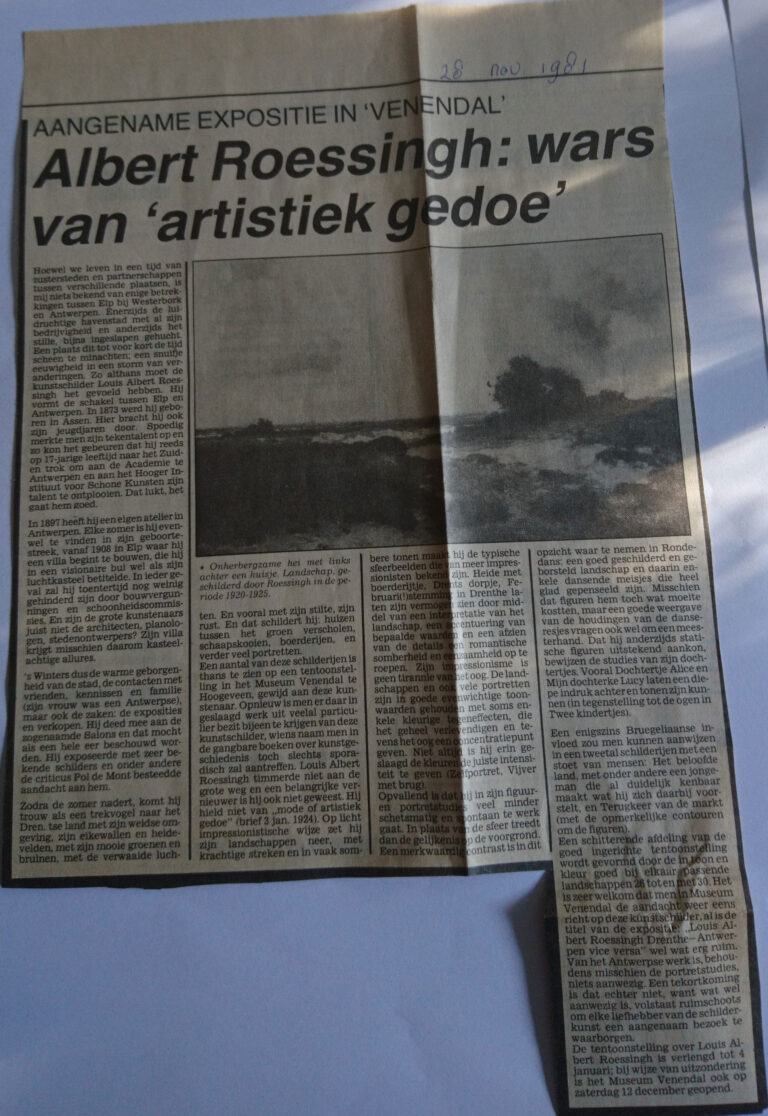 28 nov 1981
AANGENAME EXPOSITIE IN 'VENENDAL'
Albert Roessingh: wars
van 'artistiek gedoe'
Hoewel we leven in een tijd van
zustersteden en partnerschappen
tussen verschillende plaatsen, is
mij niets bekend van enige betrek-
kingen tussen Elp bij Westerbork
en Antwerpen. Enerzijds de lui-
druchtige havenstad met al zijn
bedrijvigheid en anderzijds het
stille, bijna ingeslapen gehucht.
Een plaats dit tot voor kort de tijd
scheen te minachten; een snuifje
eeuwigheid in een storm van ver-
anderingen. Zo althans moet de
kunstschilder Louis Albert Roes-
singh het gevoeld hebben. Hij
vormt de schakel tussen Elp en
Antwerpen. In 1873 werd hij gebo-
ren in Assen. Hier bracht hij ook
zijn jeugdjaren door. Spoedig
merkte men zijn tekentalent op en
zo kon het gebeuren dat hij reeds
op 17-jarige leeftijd naar het Zuid-
en trok om aan de Academie te
Antwerpen en aan het Hooger In-
stituut voor Schone Kunsten zijn
talent te ontplooien. Dat lukt, het
gaat hem goed.
In 1897 heeft hij een eigen atelier in
Antwerpen. Elke zomer is hij even-
wel te vinden in zijn geboorte-
streek, vanaf 1908 in Elp waar hij
een villa begint te bouwen, die hij
in een visionaire bui wel als zijn
luchtkasteel betitelde. In ieder ge-
val zal hij toentertijd nog weinig
gehinderd zijn door bouwvergun-
ningen en schoonheidscommis-
sies. En zijn de grote kunstenaars
juist niet de architecten, planolo-
gen, stedenontwerpers? Zijn villa
krijgt misschien daarom kasteel-
achtige allures.
's Winters dus de warme geborgen-
heid van de stad, de contacten met
vrienden, kennissen en familie
(zijn vrouw was een Antwerpse),
maar ook de zaken: de exposities
en verkopen. Hij deed mee aan de
zogenaamde Salons en dat mocht
als een hele eer beschouwd wor-
den. Hij exposeerde met zeer be-
kende schilders en onder andere
de criticus Pol de Mont besteedde
aandacht aan hem.
Zodra de zomer nadert, komt hij
trouw als een trekvogel naar het
Dren. tse land met zijn weidse om-
geving, zijn eikewallen en heide-
velden, met zijn mooie groenen en
bruinen, met de verwaaide luch-
* Onherbergzame hei met links
achter een huisje. Landschap, ge-
schilderd door Roessingh in de pe-
riode 1920-1925.
ten. En vooral met zijn stilte, zijn
rust. En dat schildert hij: huizen
tussen het groen verscholen,
schaapskooien, boerderijen, en
verder veel portretten.
Een aantal van deze schilderijen is
thans te zien op een tentoonstel-
ling in het Museum Venendal te
Hoogeveen, gewijd aan deze kun-
stenaar. Opnieuw is men er daar in
geslaagd werk uit veelal particu-
lier bezit bijeen te krijgen van deze
kunstschilder, wiens naam men in
de gangbare boeken over kunstge-
schiedenis toch slechts spora-
disch zal aantreffen. Louis Albert
Roessingh timmerde niet aan de
grote weg en een belangrijke ver-
nieuwer is hij ook niet geweest. Hij
hield niet van „mode of artistiek
gedoe" (brief 3 jan. 1924). Op licht
impressionistische wijze zet hij
zijn landschappen neer, met
krachtige streken en in vaak som-
bere tonen maakt hij de typische
sfeerbeelden die van meer impres-
sionisten bekend zijn. Heide met
boerderijtje, Drents dorpje, Fe-
bruaristemming in Drenthe la-
ten zijn vermogen zien door mid-
del van een interpretatie van het
landschap, een accentuering van
bepaalde waarden en een afzien
van de details een romantische
somberheid en eenzaamheid op te
roepen. Zijn impressionisme is
geen tirannie van het oog. De land-
schappen en ook vele portretten
zijn in goede evenwichtige toon-
waarden gehouden met soms en-
kele kleurige tegeneffecten, die
het geheel verlevendigen en te-
vens het oog een concentratiepunt
geven. Niet altijd is hij erin ge-
slaagd de kleuren de juiste intensi-
teit te geven (Zelfportret, Vijver
met brug).
Opvallend is dat hij in zijn figuur-
en portretstudies veel minder
schetsmatig en spontaan te werk
gaat. In plaats van de sfeer treedt
dan de gelijkenis op de voorgrond.
Een merkwaardig contrast is in dit
opzicht waar te nemen in Ronde-
dans: een goed geschilderd en ge-
borsteld landschap en daarin en-
kele dansende meisjes die heel
glad gepenseeld zijn. Misschien
dat figuren hem toch wat moeite
kosten, maar een goede weergave
van de houdingen van de danse-
resjes vragen ook wel om een mees-
terhand. Dat hij anderzijds stati-
sche figuren uitstekend aankon,
bewijzen de studies van zijn doch-
tertjes. Vooral Dochtertje Alice en
Mijn dochterke Lucy laten een die-
pe indruk achter en tonen zijn kun-
nen (in tegenstelling tot de ogen in
Twee kindertjes).
Een enigszins Bruegeliaanse in-
vloed zou men kunnen aanwijzen
in een tweetal schilderijen met een
stoet van mensen: Het beloofde
land, met onder andere een jonge-
man die al duidelijk kenbaar
maakt wat hij zich daarbij voor-
stelt, en Terugkeer van de markt
(met de opmerkelijke contouren
om de figuren).
Een schitterende afdeling van de
goed ingerichte tentoonstelling
wordt gevormd door de in toon en
kleur goed bij elkaar passende
landschappen 26 tot en met 30. Het
is zeer welkom dat men in Museum
Venendal de aandacht weer eens
richt op deze kunstschilder, al is de
titel van de expositie: „Louis Al-
bert Roessingh Drenthe—Antwer-
pen vice versa" wel wat erg ruim.
Van het Antwerpse werk is, behou-
dens misschien de portretstudies,
niets aanwezig. Een tekortkoming
is dat echter niet, want wat wel
aanwezig is, volstaat ruimschoots
om elke liefhebber van de schilder-
kunst een aangenaam bezoek te
waarborgen.
De tentoonstelling over Louis Al-
bert Roessingh is verlengd tot 4
januari; bij wijze van uitzondering
is het Museum Venendal ook op
zaterdag 12 december geopend.